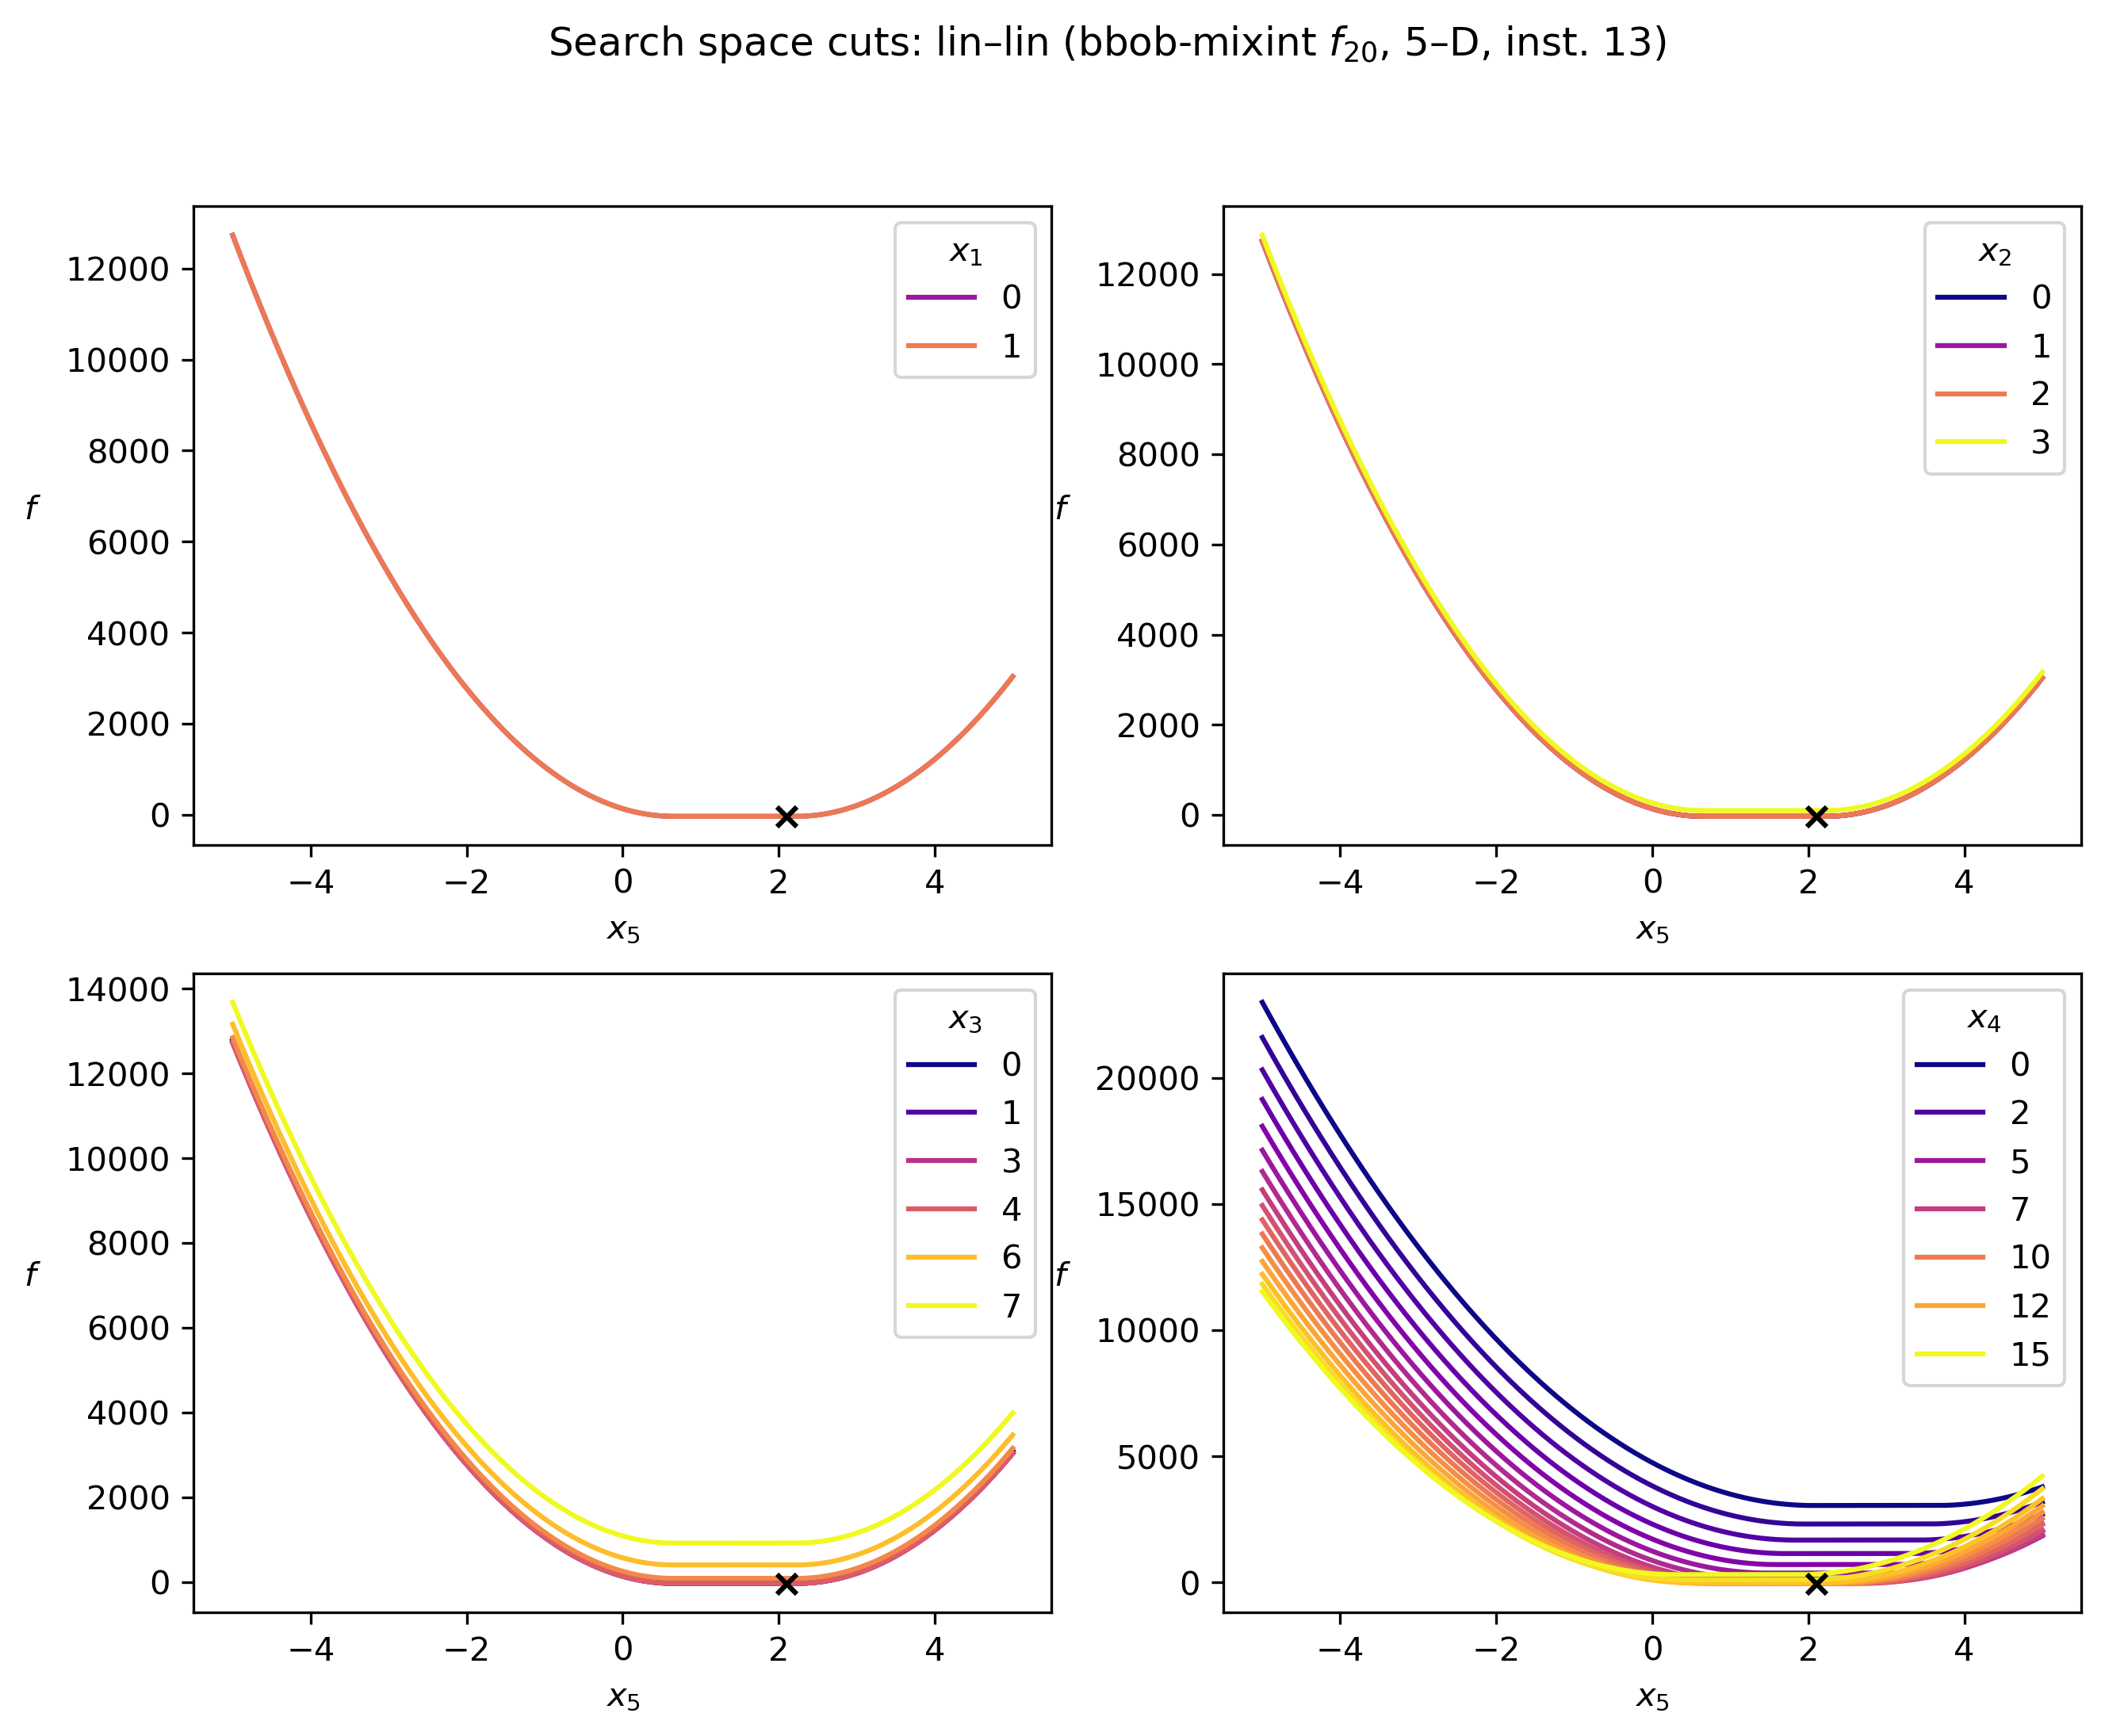 Search space cuts: lin–lin (bbob-mixint f₂₀, 5–D, inst. 13)
12000
10000
8000
6000
4000
2000
0
f
−4 −2 0 2 4
x₅
x₁
0
1
12000
10000
8000
6000
4000
2000
0
f
−4 −2 0 2 4
x₅
x₂
0
1
2
3
14000
12000
10000
8000
6000
4000
2000
0
f
−4 −2 0 2 4
x₅
x₃
0
1
3
4
6
7
20000
15000
10000
5000
0
f
−4 −2 0 2 4
x₅
x₄
0
2
5
7
10
12
15